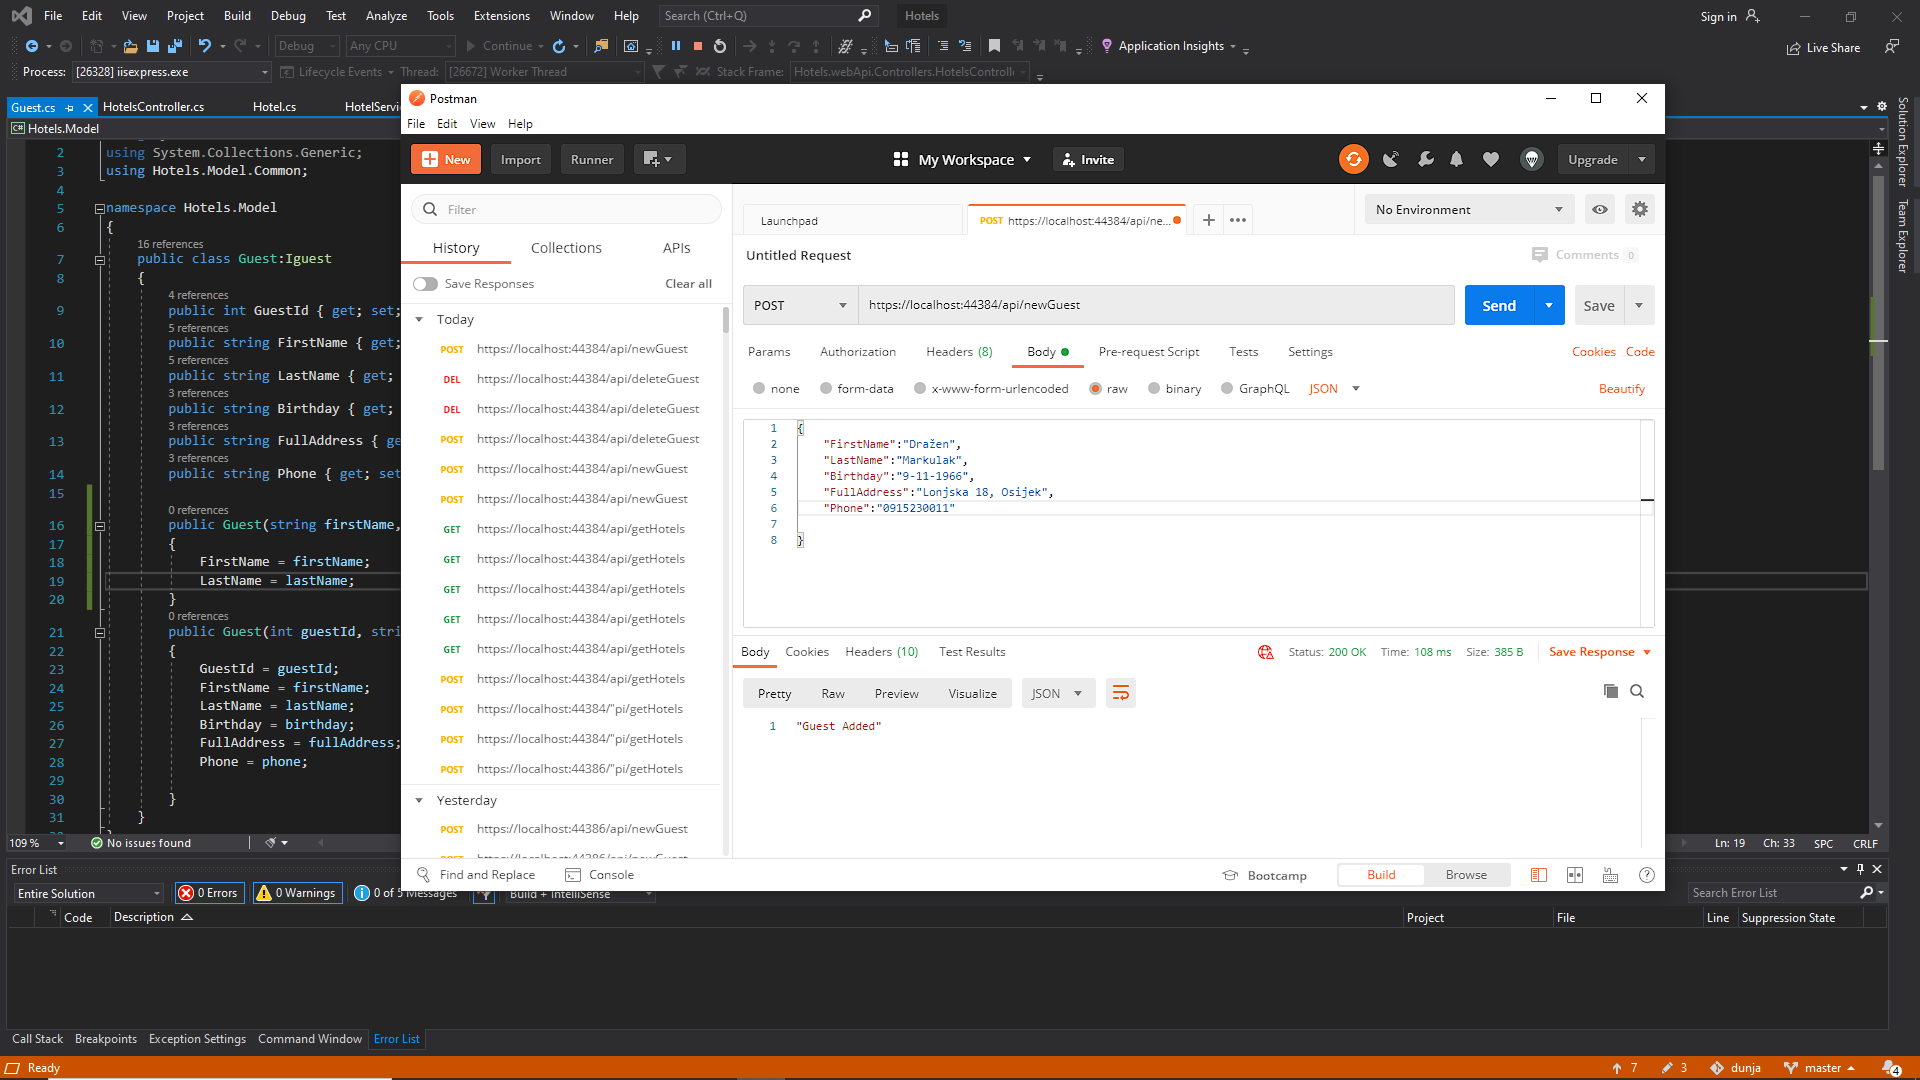 File Edit View Project Build Debug Test Analyze Tools Extensions Window Help Search (Ctrl+Q) Hotels Sign in
Debug Any CPU Continue Application Insights Live Share
Process: [26328] iisexpress.exe Lifecycle Events Thread: [26672] Worker Thread Stack Frame: Hotels.webApi.Controllers.HotelsControll
Guest.cs HotelsController.cs Hotel.cs HotelServi
Hotels.Model
2 using System.Collections.Generic;
3 using Hotels.Model.Common;
4
5 namespace Hotels.Model
6 {
16 references
7 public class Guest:Iguest
8 {
4 references
9 public int GuestId { get; set;
5 references
10 public string FirstName { get;
5 references
11 public string LastName { get;
3 references
12 public string Birthday { get;
3 references
13 public string FullAddress { ge
3 references
14 public string Phone { get; set
15
0 references
16 public Guest(string firstName,
17 {
18 FirstName = firstName;
19 LastName = lastName;
20 }
0 references
21 public Guest(int guestId, stri
22 {
23 GuestId = guestId;
24 FirstName = firstName;
25 LastName = lastName;
26 Birthday = birthday;
27 FullAddress = fullAddress;
28 Phone = phone;
29
30 }
31 }
109 % No issues found Ln: 19 Ch: 33 SPC CRLF
Solution Explorer
Team Explorer
Postman
File Edit View Help
New Import Runner My Workspace Invite Upgrade
Filter
History Collections APIs
Save Responses Clear all
Today
POST https://localhost:44384/api/newGuest
DEL https://localhost:44384/api/deleteGuest
DEL https://localhost:44384/api/deleteGuest
POST https://localhost:44384/api/deleteGuest
POST https://localhost:44384/api/newGuest
POST https://localhost:44384/api/newGuest
GET https://localhost:44384/api/getHotels
GET https://localhost:44384/api/getHotels
GET https://localhost:44384/api/getHotels
GET https://localhost:44384/api/getHotels
GET https://localhost:44384/api/getHotels
POST https://localhost:44384/api/getHotels
POST https://localhost:44384/"pi/getHotels
POST https://localhost:44384/"pi/getHotels
POST https://localhost:44386/"pi/getHotels
Yesterday
POST https://localhost:44386/api/newGuest
POST https://localhost:44386/api/newGuest
Launchpad POST https://localhost:44384/api/ne... No Environment
Untitled Request Comments 0
POST https://localhost:44384/api/newGuest Send Save
Params Authorization Headers (8) Body Pre-request Script Tests Settings Cookies Code
none form-data x-www-form-urlencoded raw binary GraphQL JSON Beautify
1 {
2 "FirstName":"Dražen",
3 "LastName":"Markulak",
4 "Birthday":"9-11-1966",
5 "FullAddress":"Lonjska 18, Osijek",
6 "Phone":"0915230011"
7
8 }
Body Cookies Headers (10) Test Results Status: 200 OK Time: 108 ms Size: 385 B Save Response
Pretty Raw Preview Visualize JSON
1 "Guest Added"
Find and Replace Console Bootcamp Build Browse
Error List
Entire Solution 0 Errors 0 Warnings 0 of 5 Messages Build + IntelliSense Search Error List
Code Description Project File Line Suppression State
Call Stack Breakpoints Exception Settings Command Window Error List
Ready 7 3 dunja master 4